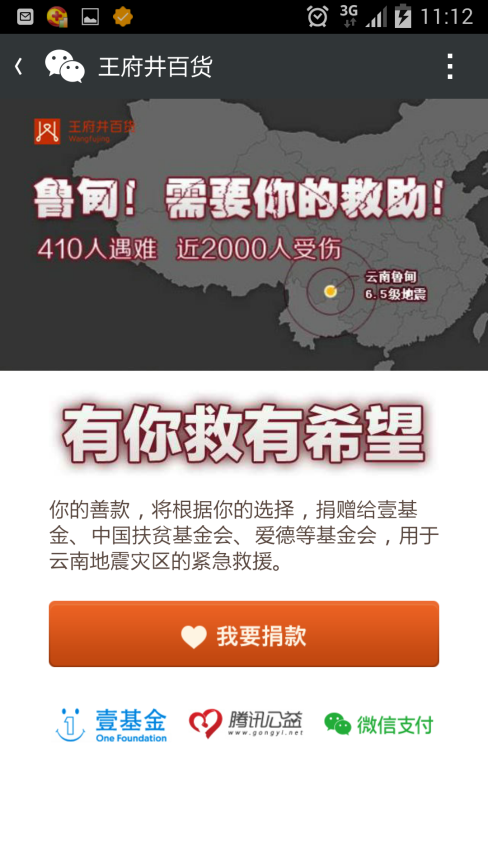 3G
11:12
王府井百货
王府井百货
Wangfujing
鲁甸！需要你的救助！
410人遇难 近2000人受伤
云南鲁甸
6.5级地震
有你救有希望
你的善款，将根据你的选择，捐赠给壹基
金、中国扶贫基金会、爱德等基金会，用于
云南地震灾区的紧急救援。
我要捐款
壹基金
One Foundation
腾讯公益
www.gongyi.net
微信支付